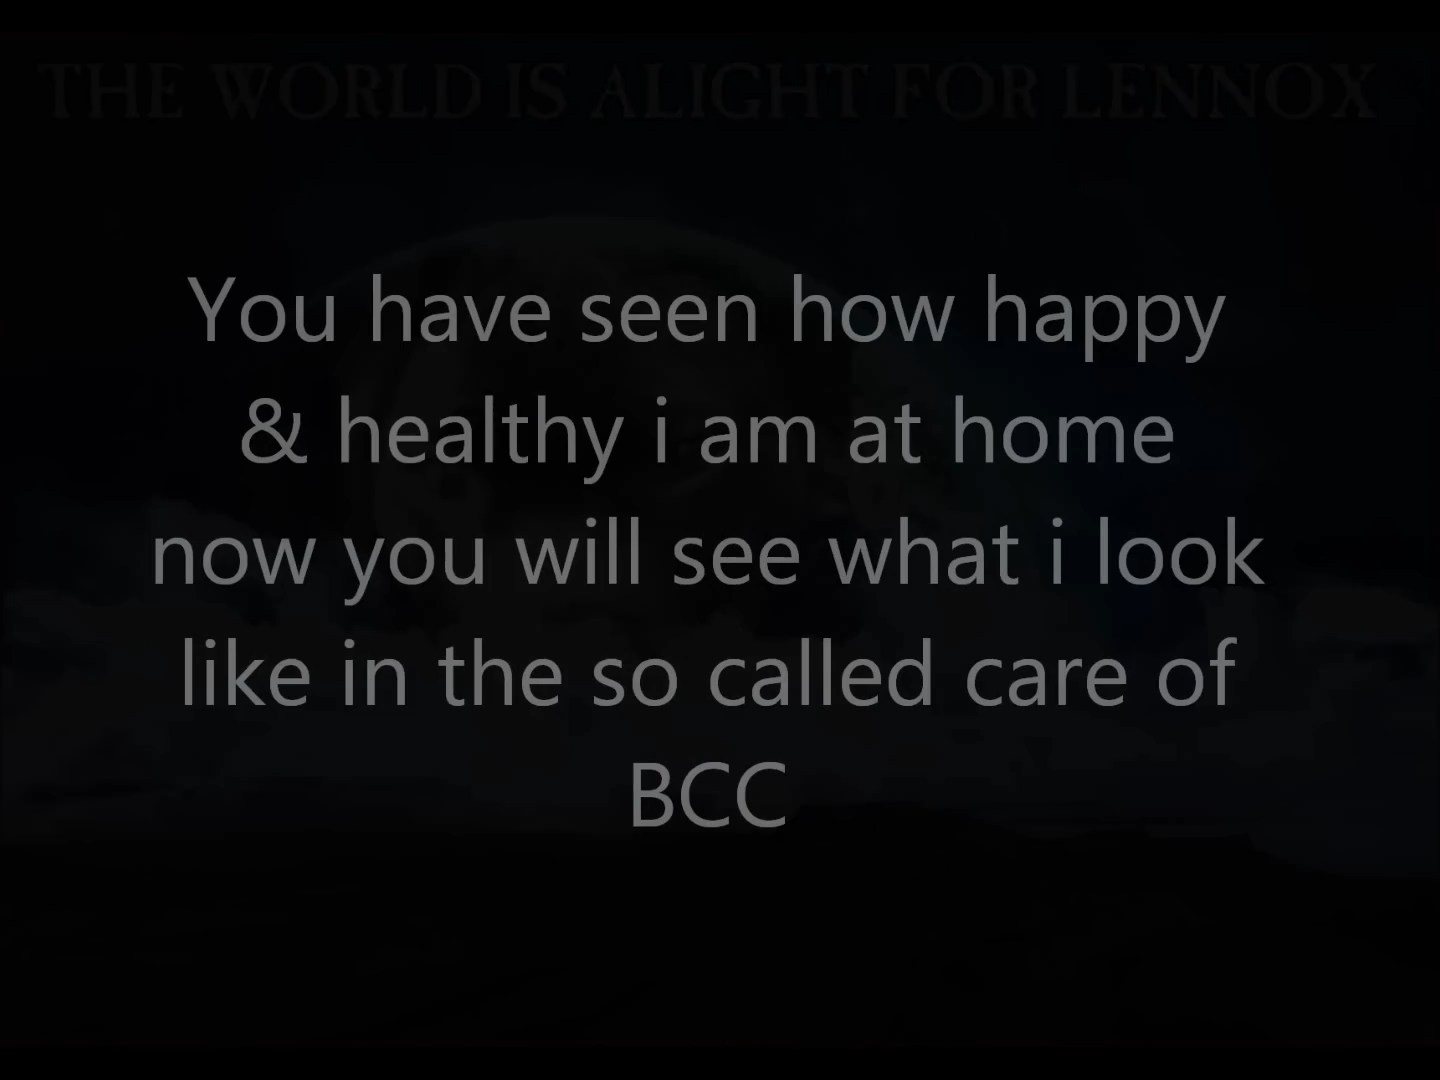 THE WORLD IS ALIGHT FOR LENNOX
You have seen how happy
& healthy i am at home
now you will see what i look
like in the so called care of
BCC